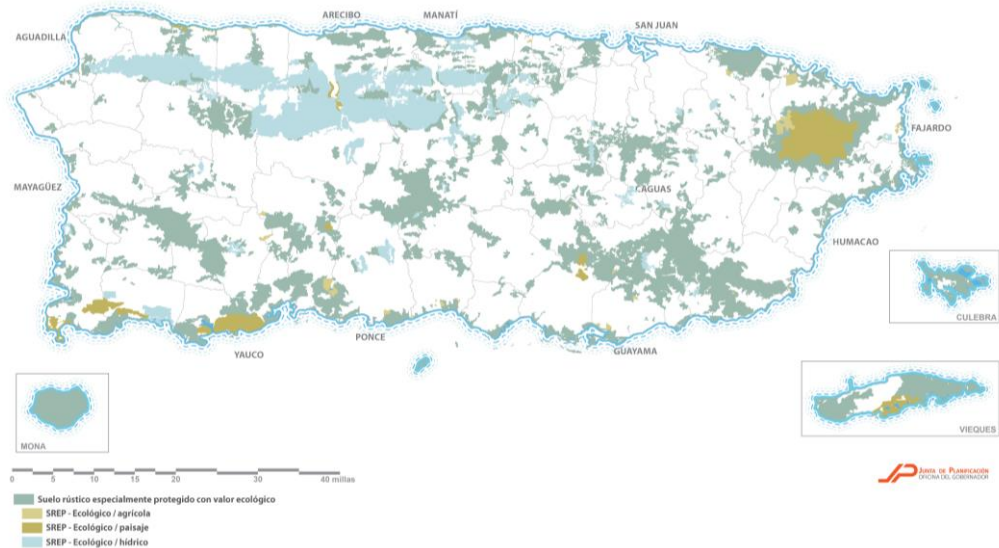 ARECIBO
MANATÍ
SAN JUAN
AGUADILLA
FAJARDO
MAYAGÜEZ
CAGUAS
HUMACAO
CULEBRA
PONCE
GUAYAMA
YAUCO
VIEQUES
MONA
0 5 10 15 20 30 40 millas
JP JUNTA DE PLANIFICACIÓN
OFICINA DEL GOBERNADOR
Suelo rústico especialmente protegido con valor ecológico
SREP - Ecológico / agrícola
SREP - Ecológico / paisaje
SREP - Ecológico / hídrico